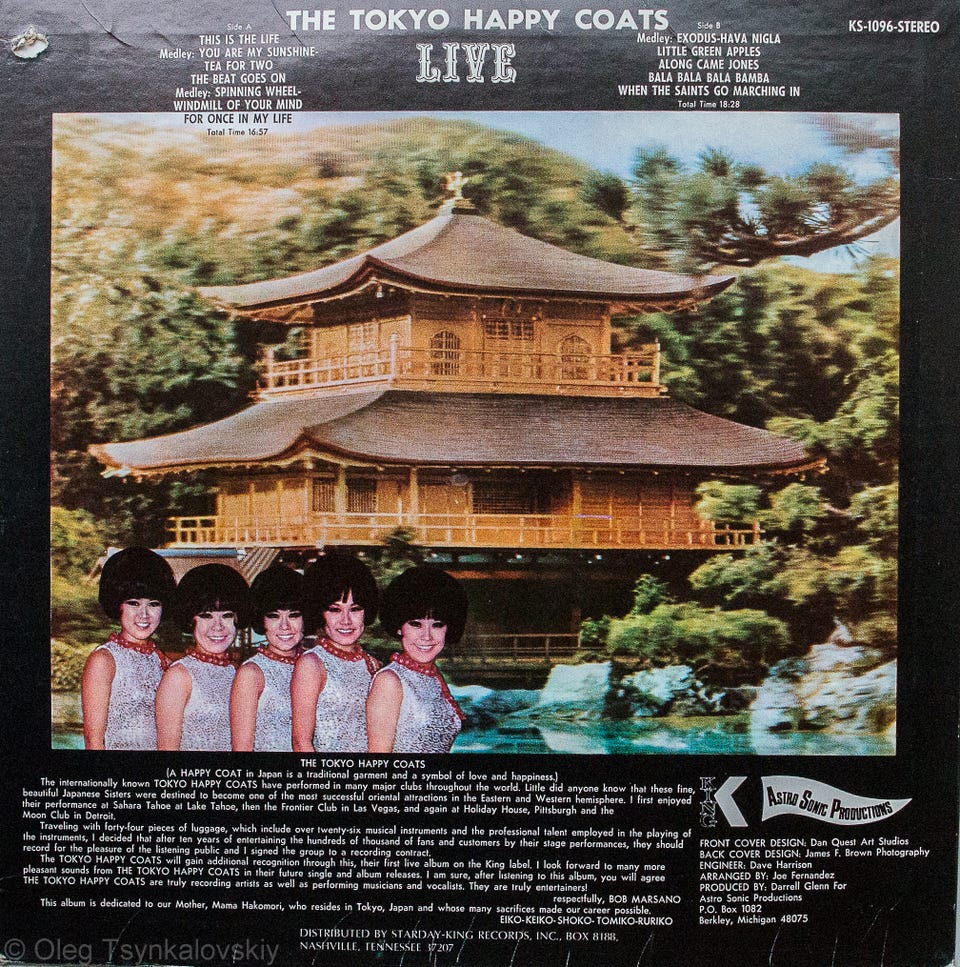 THE TOKYO HAPPY COATS
LIVE
KS-1096-STEREO
Side A
THIS IS THE LIFE
Medley: YOU ARE MY SUNSHINE-
TEA FOR TWO
THE BEAT GOES ON
Medley: SPINNING WHEEL-
WINDMILL OF YOUR MIND
FOR ONCE IN MY LIFE
Total Time 16:57
Side B
Medley: EXODUS-HAVA NIGLA
LITTLE GREEN APPLES
ALONG CAME JONES
BALA BALA BALA BAMBA
WHEN THE SAINTS GO MARCHING IN
Total Time 18:28
THE TOKYO HAPPY COATS
(A HAPPY COAT in Japan is a traditional garment and a symbol of love and happiness.)
The internationally known TOKYO HAPPY COATS have performed in many major clubs throughout the world. Little did anyone know that these fine,
beautiful Japanese Sisters were destined to become one of the most successful oriental attractions in the Eastern and Western hemisphere. I first enjoyed
their performance at Sahara Tahoe at Lake Tahoe, then the Frontier Club in Las Vegas, and again at Holiday House, Pittsburgh and the
Moon Club in Detroit.
Traveling with forty-four pieces of luggage, which include over twenty-six musical instruments and the professional talent employed in the playing of
the instruments, I decided that after ten years of entertaining the hundreds of thousand of fans and customers by their stage performances, they should
record for the pleasure of the listening public and I signed the group to a recording contract.
The TOKYO HAPPY COATS will gain additional recognition through this, their first live album on the King label. I look forward to many more
pleasant sounds from THE TOKYO HAPPY COATS in their future single and album releases. I am sure, after listening to this album, you will agree
THE TOKYO HAPPY COATS are truly recording artists as well as performing musicians and vocalists. They are truly entertainers!
respectfully, BOB MARSANO
This album is dedicated to our Mother, Mama Hakomori, who resides in Tokyo, Japan and whose many sacrifices made our career possible.
EIKO-KEIKO-SHOKO-TOMIKO-RURIKO
DISTRIBUTED BY STARDAY-KING RECORDS, INC., BOX 8188,
NASHVILLE, TENNESSEE 37207
KING
K
ASTRO SONIC PRODUCTIONS
FRONT COVER DESIGN: Dan Quest Art Studios
BACK COVER DESIGN: James F. Brown Photography
ENGINEER: Dave Harrison
ARRANGED BY: Joe Fernandez
PRODUCED BY: Darrell Glenn For
Astro Sonic Productions
P.O. Box 1082
Berkley, Michigan 48075
© Oleg Tsynkalovskiy